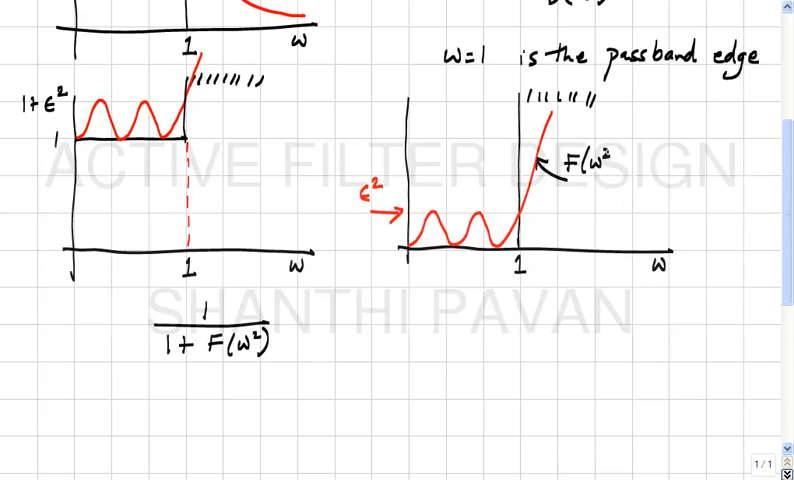 1 ω
ω=1 is the passband edge
1+ϵ²
1
F(ω²
ϵ²
1 ω
1 ω
1
1+ F(ω²)
ACTIVE FILTER DESIGN
SHANTHI PAVAN
1/1